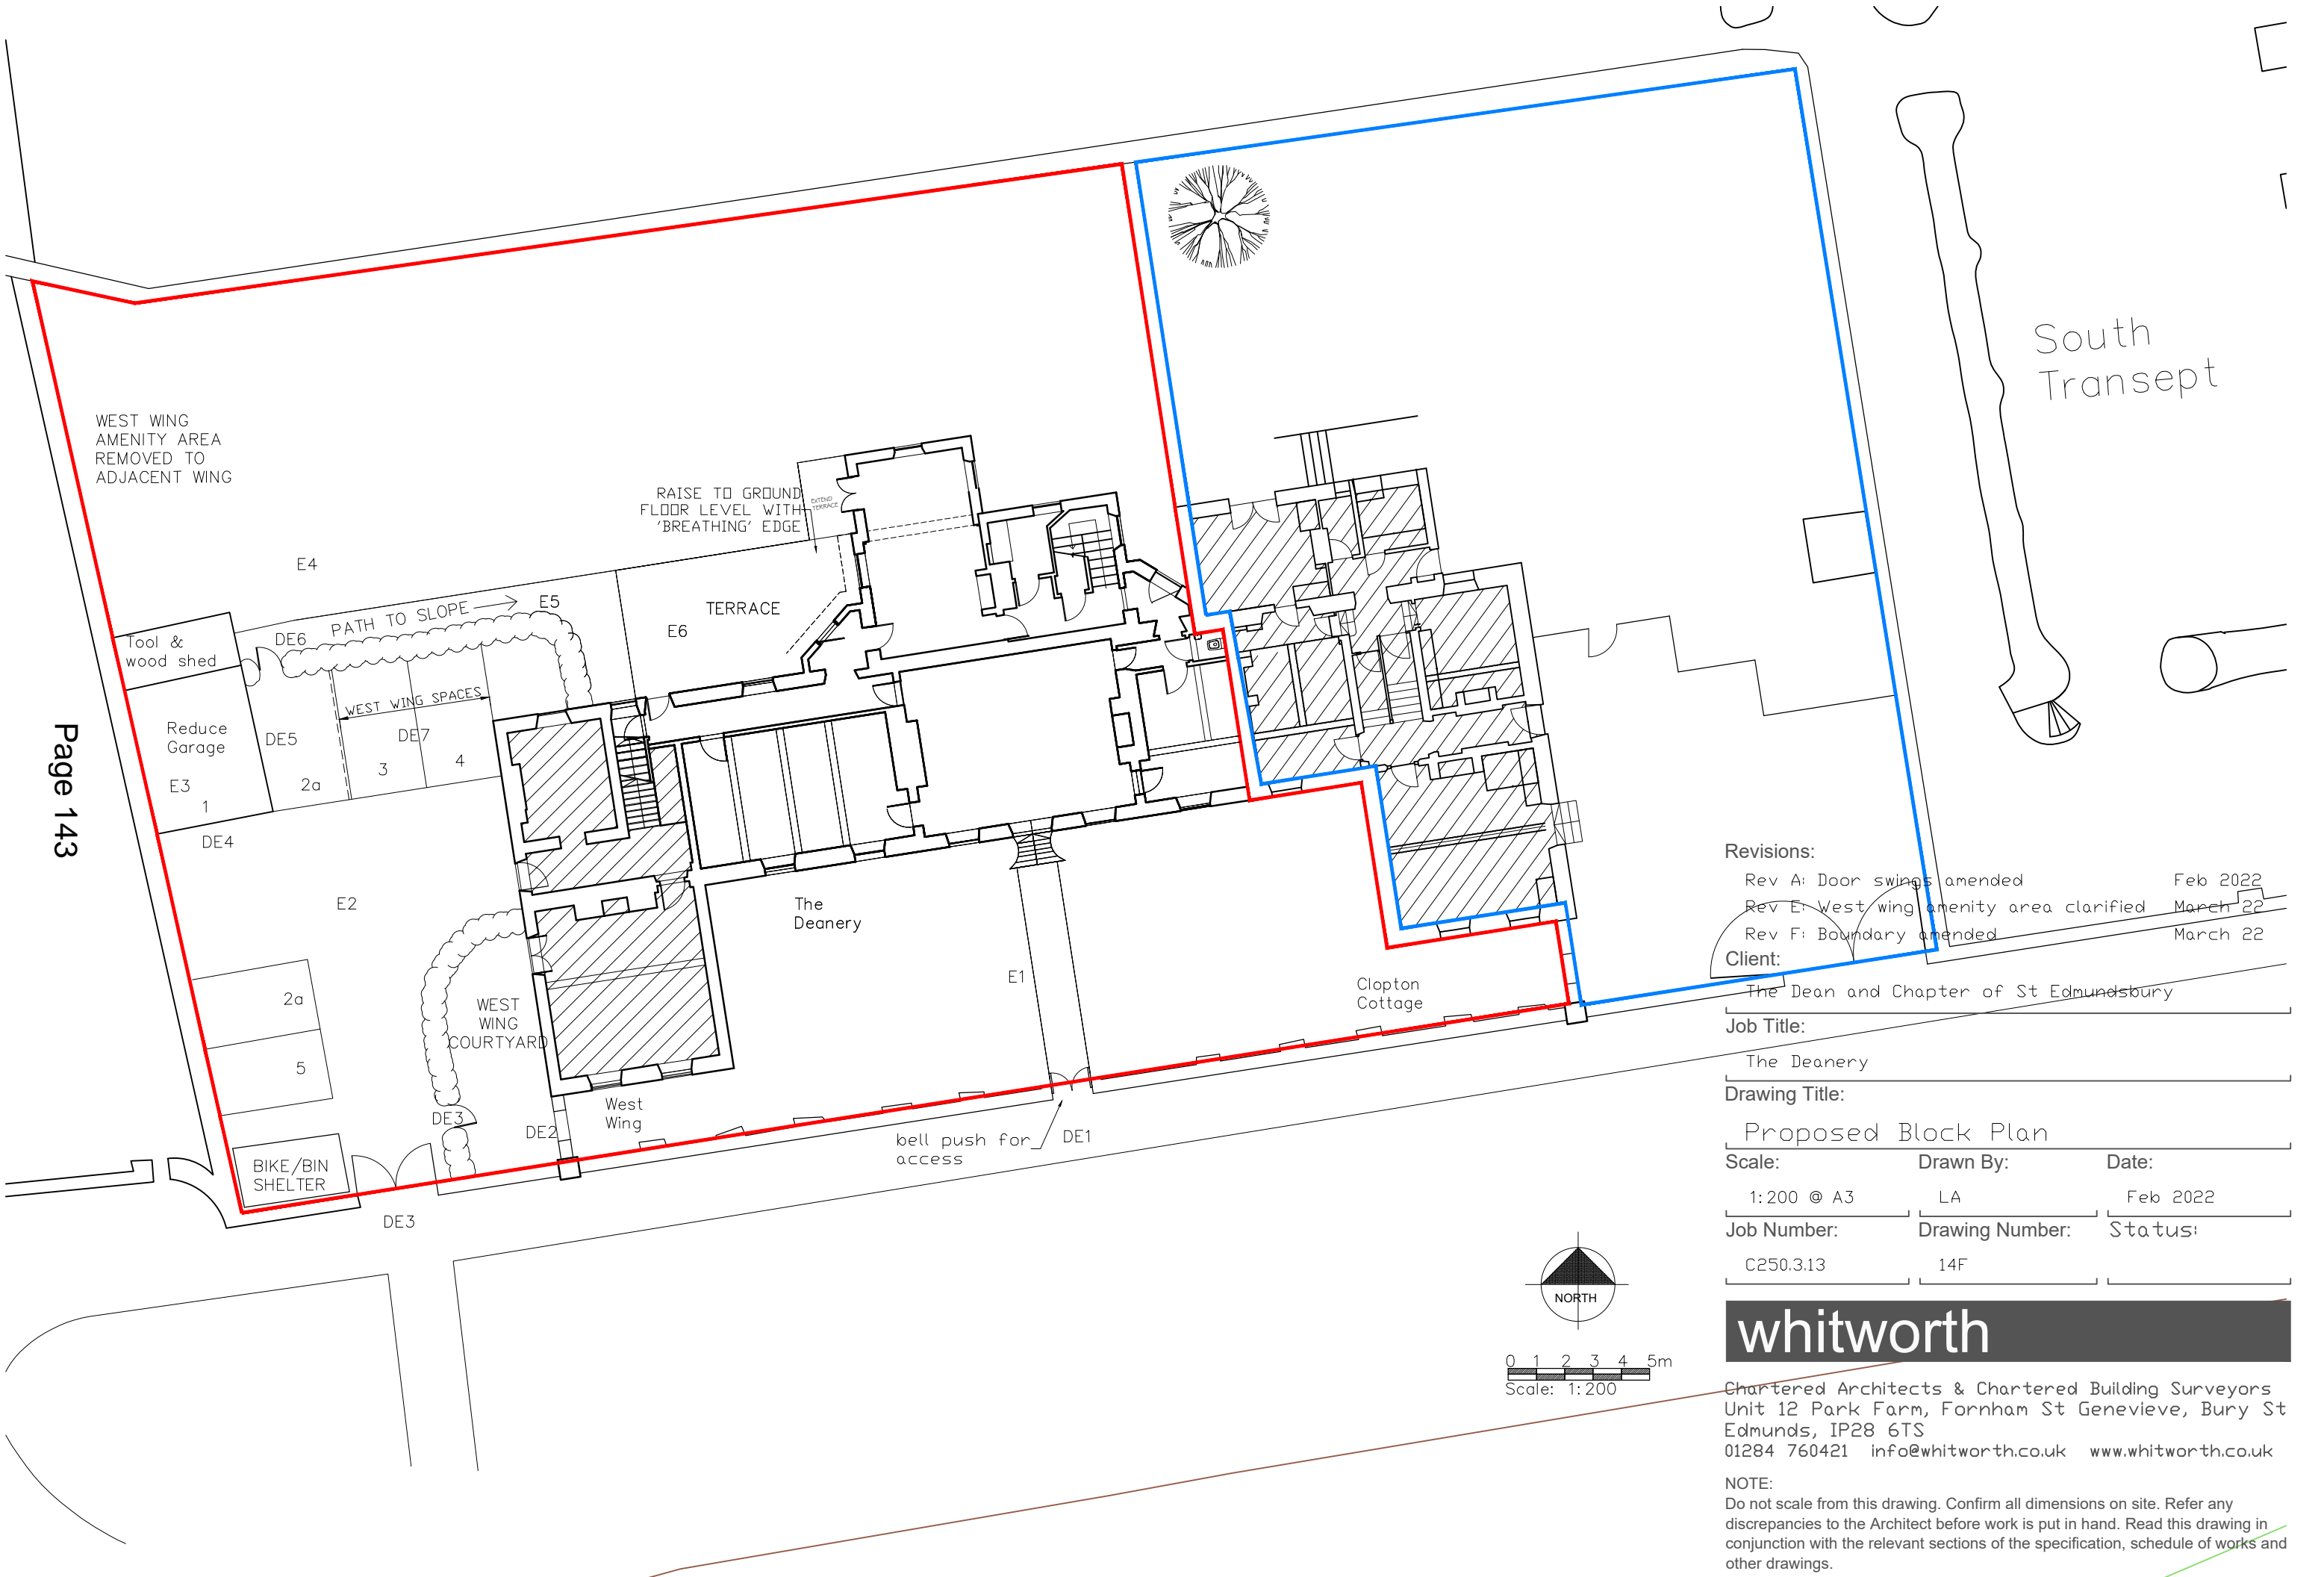 South
Transept
WEST WING
AMENITY AREA
REMOVED TO
ADJACENT WING
RAISE TO GROUND
FLOOR LEVEL WITH
'BREATHING' EDGE
EXTEND
TERRACE
E4
PATH TO SLOPE
E5
TERRACE
E6
Tool &
wood shed
DE6
WEST WING SPACES
Reduce
Garage
DE5
DE7
E3
1
2a
3
4
DE4
E2
The
Deanery
E1
Clopton
Cottage
2a
5
WEST
WING
COURTYARD
DE3
DE2
West
Wing
bell push for
access
DE1
BIKE/BIN
SHELTER
DE3
Page 143
NORTH
0 1 2 3 4 5m
Scale: 1:200
Revisions:
Rev A: Door swings amended Feb 2022
Rev E: West wing amenity area clarified March 22
Rev F: Boundary amended March 22
Client:
The Dean and Chapter of St Edmundsbury
Job Title:
The Deanery
Drawing Title:
Proposed Block Plan
Scale: Drawn By: Date:
1:200 @ A3 LA Feb 2022
Job Number: Drawing Number: Status:
C250.3.13 14F
whitworth
Chartered Architects & Chartered Building Surveyors
Unit 12 Park Farm, Fornham St Genevieve, Bury St
Edmunds, IP28 6TS
01284 760421 info@whitworth.co.uk www.whitworth.co.uk
NOTE:
Do not scale from this drawing. Confirm all dimensions on site. Refer any
discrepancies to the Architect before work is put in hand. Read this drawing in
conjunction with the relevant sections of the specification, schedule of works and
other drawings.